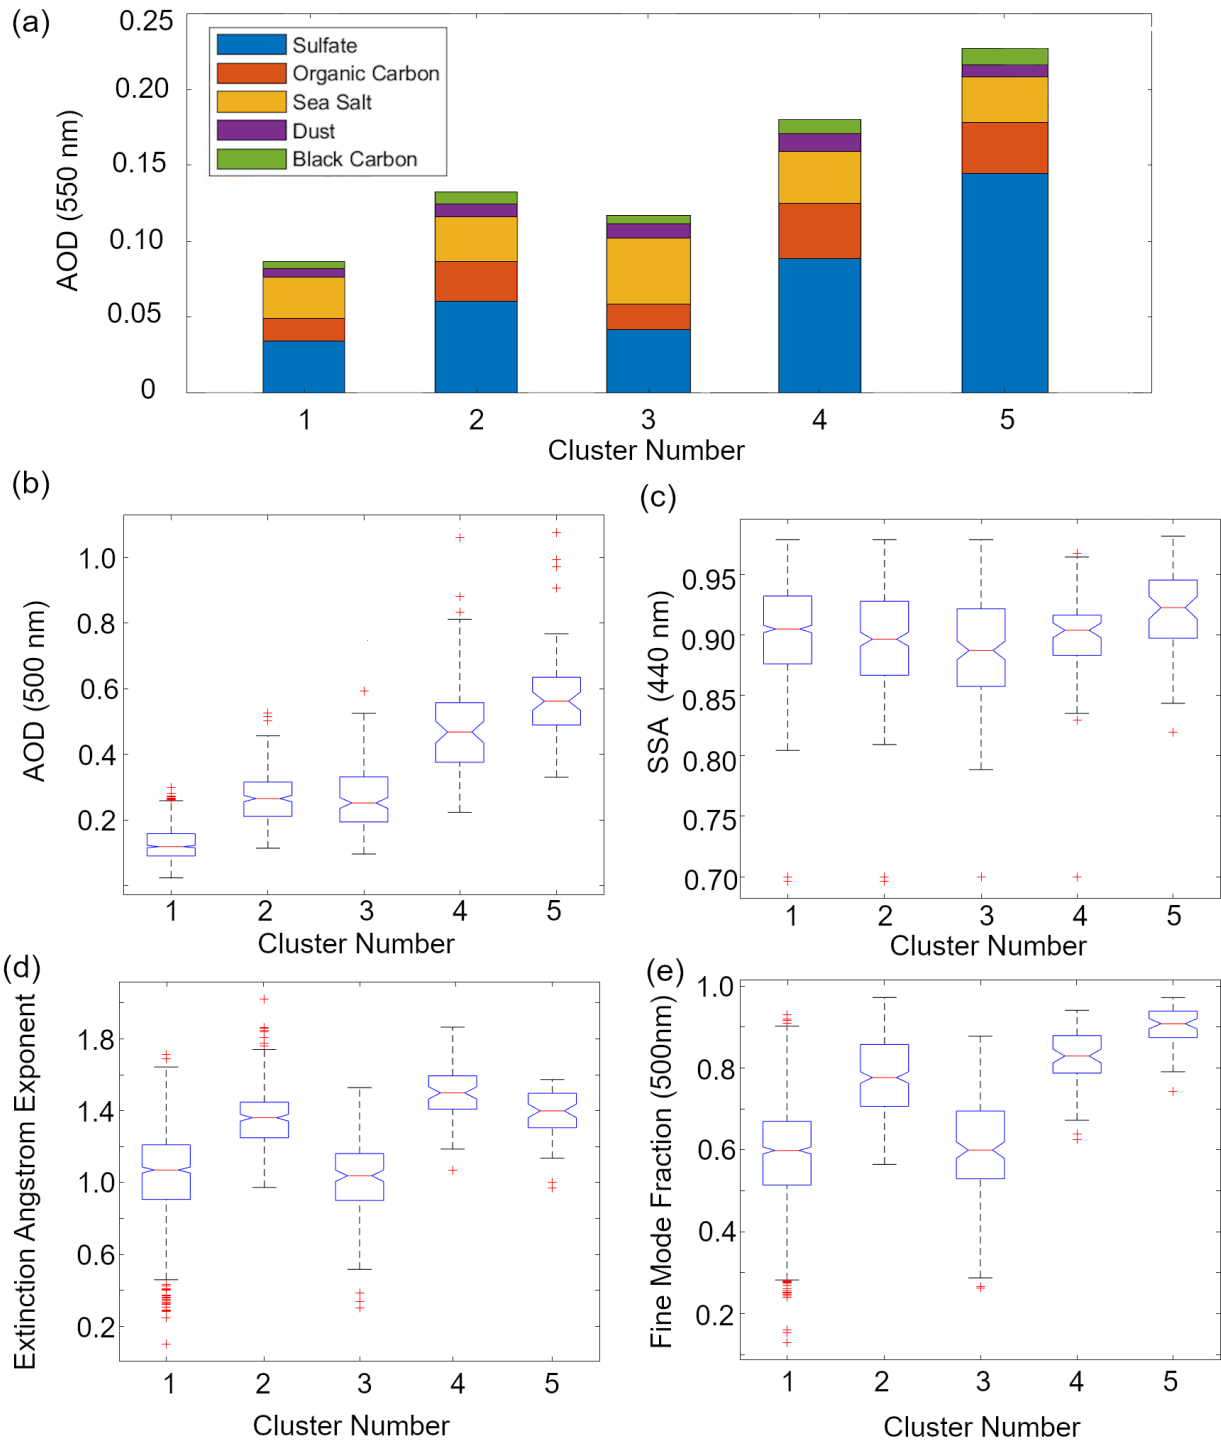 (a)
AOD (550 nm)
0.25
0.20
0.15
0.10
0.05
0
Sulfate
Organic Carbon
Sea Salt
Dust
Black Carbon
1 2 3 4 5
Cluster Number
(b)
AOD (500 nm)
1.0
0.8
0.6
0.4
0.2
1 2 3 4 5
Cluster Number
(c)
SSA (440 nm)
0.95
0.90
0.85
0.80
0.75
0.70
1 2 3 4 5
Cluster Number
(d)
Extinction Angstrom Exponent
1.8
1.4
1.0
0.6
0.2
1 2 3 4 5
Cluster Number
(e)
Fine Mode Fraction (500nm)
1.0
0.8
0.6
0.4
0.2
1 2 3 4 5
Cluster Number